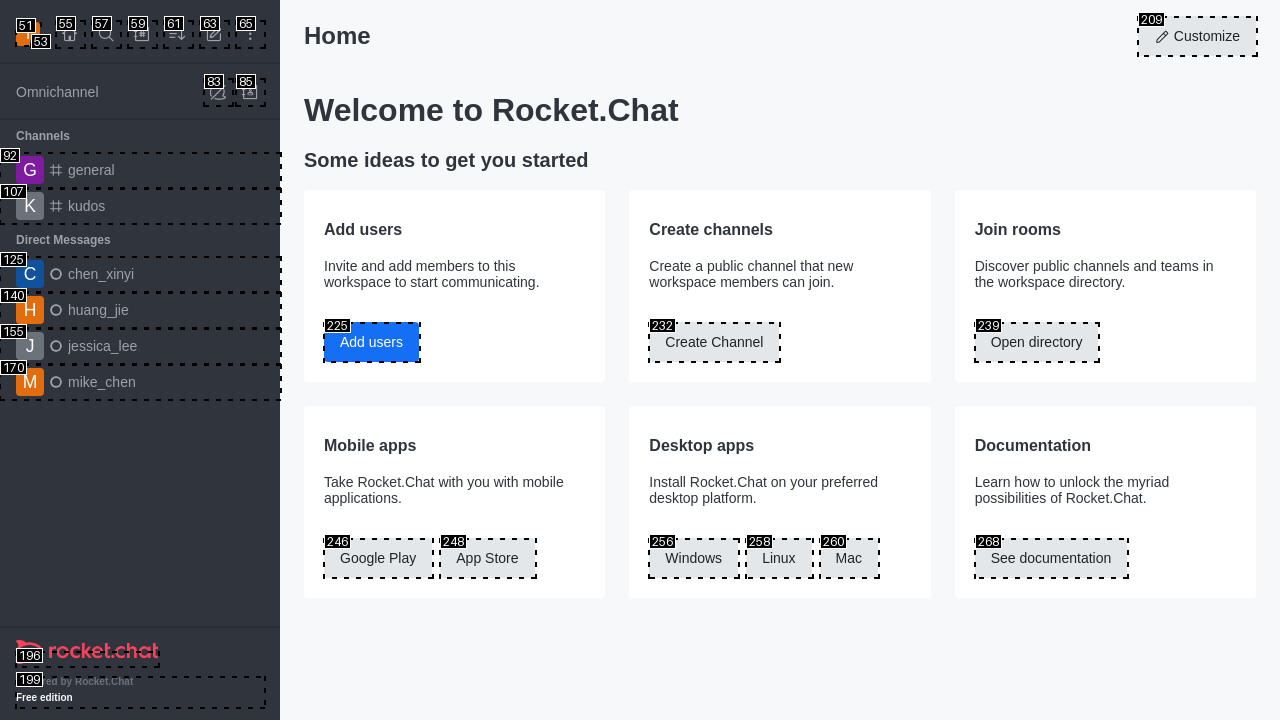 51
53
55
57
59
61
63
65
Home
209
Customize
Omnichannel
83
85
Welcome to Rocket.Chat
Some ideas to get you started
Channels
92
G general
107
K kudos
Direct Messages
125
C chen_xinyi
140
H huang_jie
155
J jessica_lee
170
M mike_chen
Add users
Invite and add members to this
workspace to start communicating.
225
Add users
Create channels
Create a public channel that new
workspace members can join.
232
Create Channel
Join rooms
Discover public channels and teams in
the workspace directory.
239
Open directory
Mobile apps
Take Rocket.Chat with you with mobile
applications.
246
Google Play
248
App Store
Desktop apps
Install Rocket.Chat on your preferred
desktop platform.
256
Windows
258
Linux
260
Mac
Documentation
Learn how to unlock the myriad
possibilities of Rocket.Chat.
268
See documentation
196
rocket.chat
199
by Rocket.Chat
Free edition